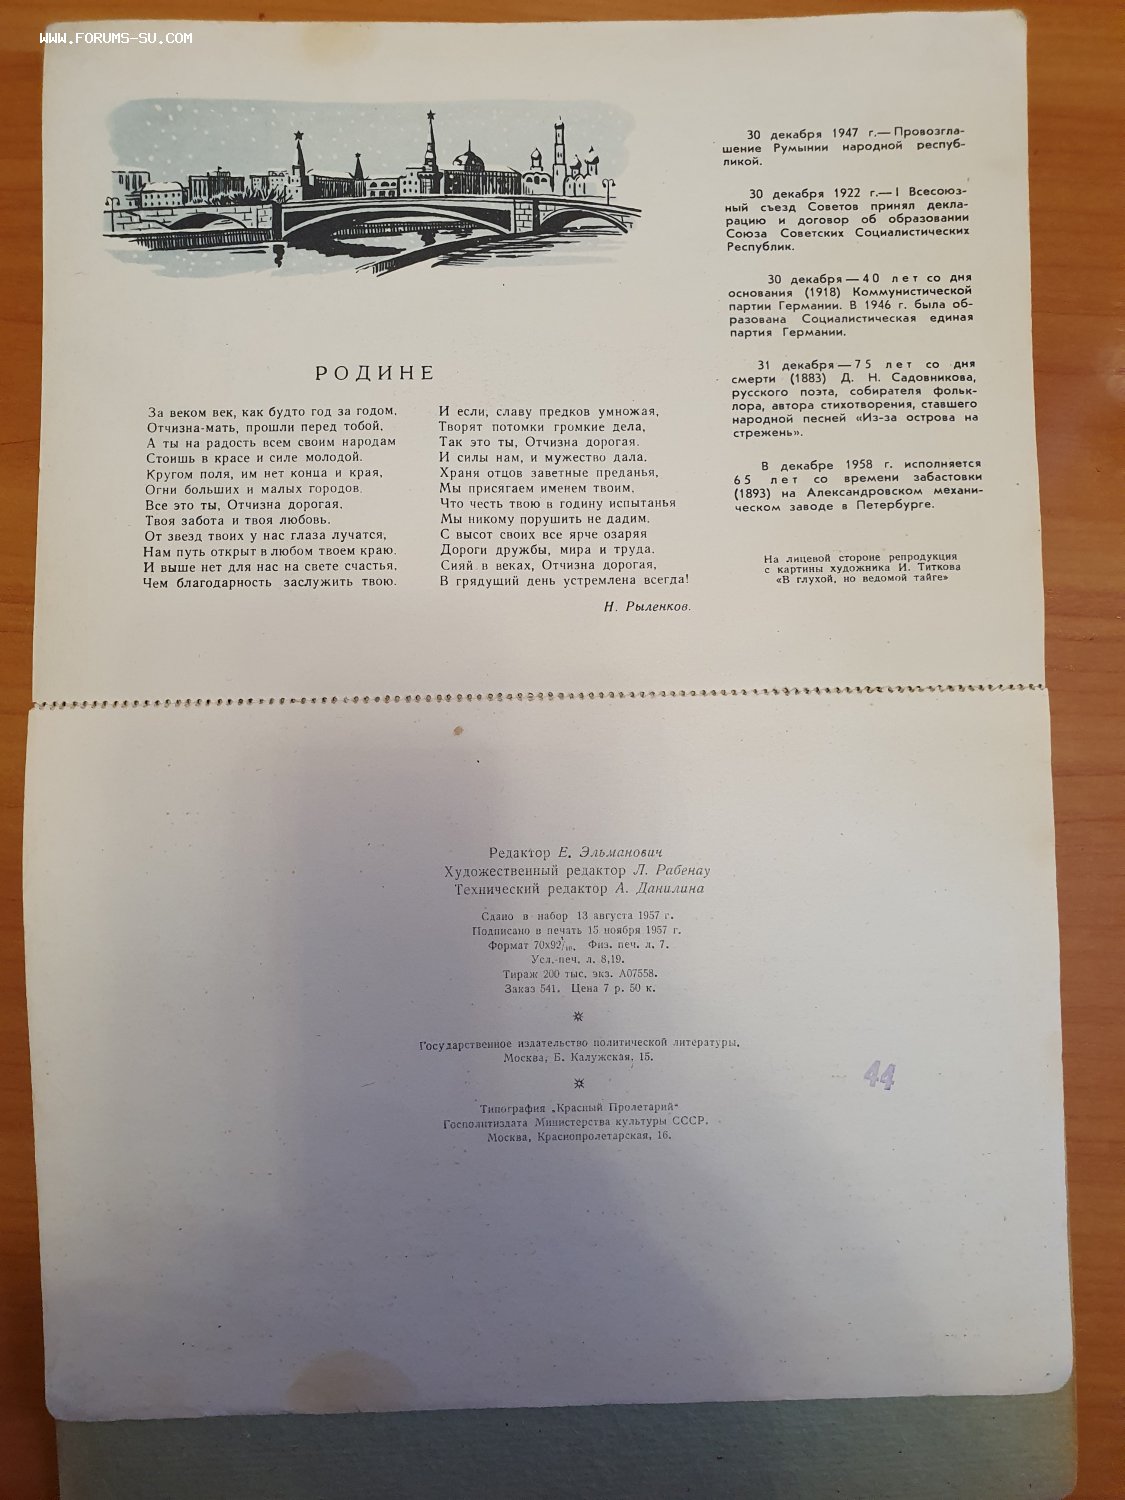 WWW.FORUMS-SU.COM
РОДИНЕ
За веком век, как будто год за годом,
Отчизна-мать, прошли перед тобой,
А ты на радость всем своим народам
Стоишь в красе и силе молодой.
Кругом поля, им нет конца и края,
Огни больших и малых городов.
Все это ты, Отчизна дорогая,
Твоя забота и твоя любовь.
От звезд твоих у нас глаза лучатся,
Нам путь открыт в любом твоем краю.
И выше нет для нас на свете счастья,
Чем благодарность заслужить твою.
И если, славу предков умножая,
Творят потомки громкие дела,
Так это ты, Отчизна дорогая,
И силы нам, и мужество дала.
Храня отцов заветные преданья,
Мы присягаем именем твоим,
Что честь твою в годину испытанья
Мы никому порушить не дадим.
С высот своих все ярче озаряя
Дороги дружбы, мира и труда,
Сияй в веках, Отчизна дорогая,
В грядущий день устремлена всегда!
Н. Рыленков.
30 декабря 1947 г.— Провозгла-
шение Румынии народной респуб-
ликой.
30 декабря 1922 г.— I Всесоюз-
ный съезд Советов принял декла-
рацию и договор об образовании
Союза Советских Социалистических
Республик.
30 декабря — 40 лет со дня
основания (1918) Коммунистической
партии Германии. В 1946 г. была об-
разована Социалистическая единая
партия Германии.
31 декабря — 75 лет со дня
смерти (1883) Д. Н. Садовникова,
русского поэта, собирателя фольк-
лора, автора стихотворения, ставшего
народной песней «Из-за острова на
стрежень».
В декабре 1958 г. исполняется
65 лет со времени забастовки
(1893) на Александровском механи-
ческом заводе в Петербурге.
На лицевой стороне репродукция
с картины художника И. Титкова
«В глухой, но ведомой тайге»
Редактор Е. Эльманович
Художественный редактор Л. Рабенау
Технический редактор А. Данилина
Сдано в набор 13 августа 1957 г.
Подписано в печать 15 ноября 1957 г.
Формат 70х92/₁₆. Физ. печ. л. 7.
Усл.-печ. л. 8,19.
Тираж 200 тыс. экз. А07558.
Заказ 541. Цена 7 р. 50 к.
Государственное издательство политической литературы.
Москва, Б. Калужская, 15.
44
Типография „Красный Пролетарий“
Госполитиздата Министерства культуры СССР.
Москва, Краснопролетарская, 16.